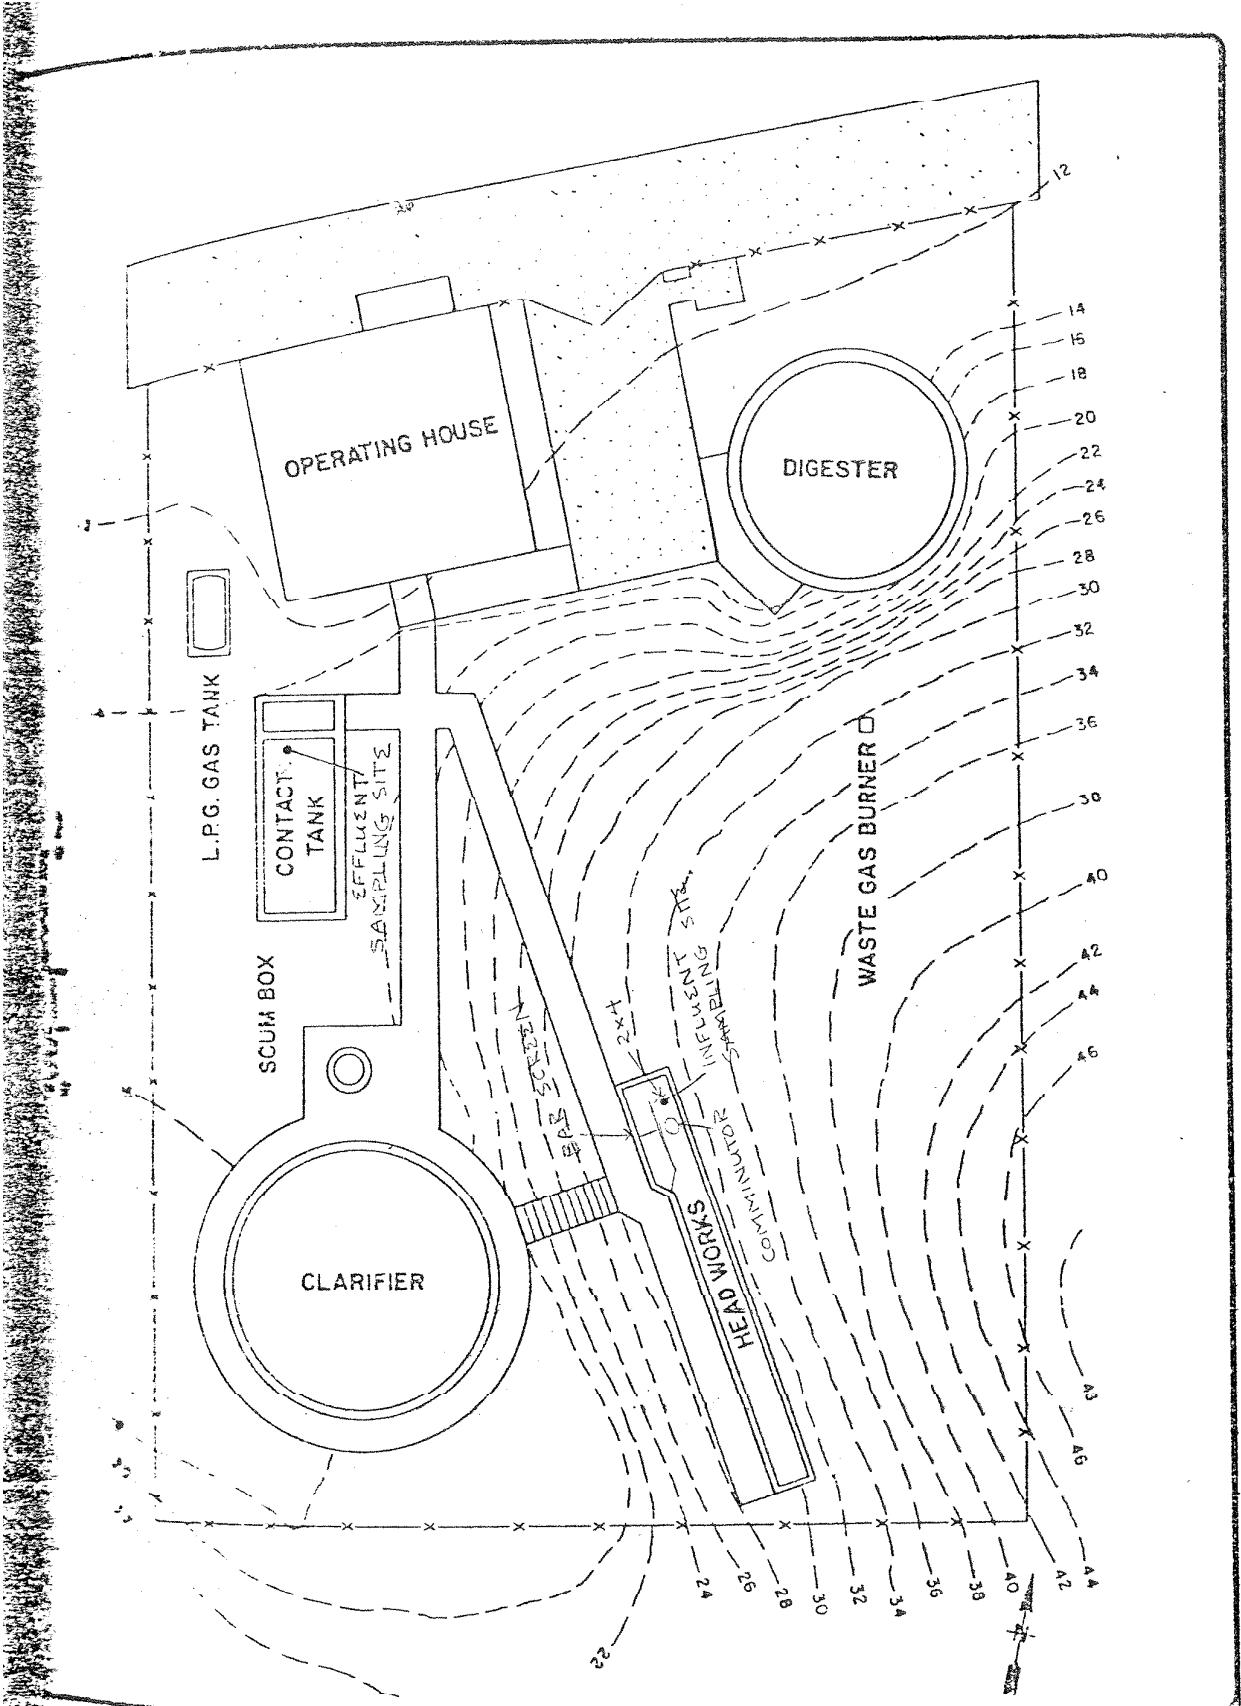 12
14
16
18
OPERATING HOUSE
DIGESTER
20
22
24
26
28
30
32
34
36
30
40
42
44
46
L.P.G. GAS TANK
CONTACT
TANK
EFFLUENT
SAMPLING SITE
WASTE GAS BURNER
SCUM BOX
BAR SCREEN
2x4
INFLUENT
SAMPLING SITE
COMMINUTOR
HEAD WORKS
CLARIFIER
43
46
44
42
40
38
36
34
32
30
28
26
24
22